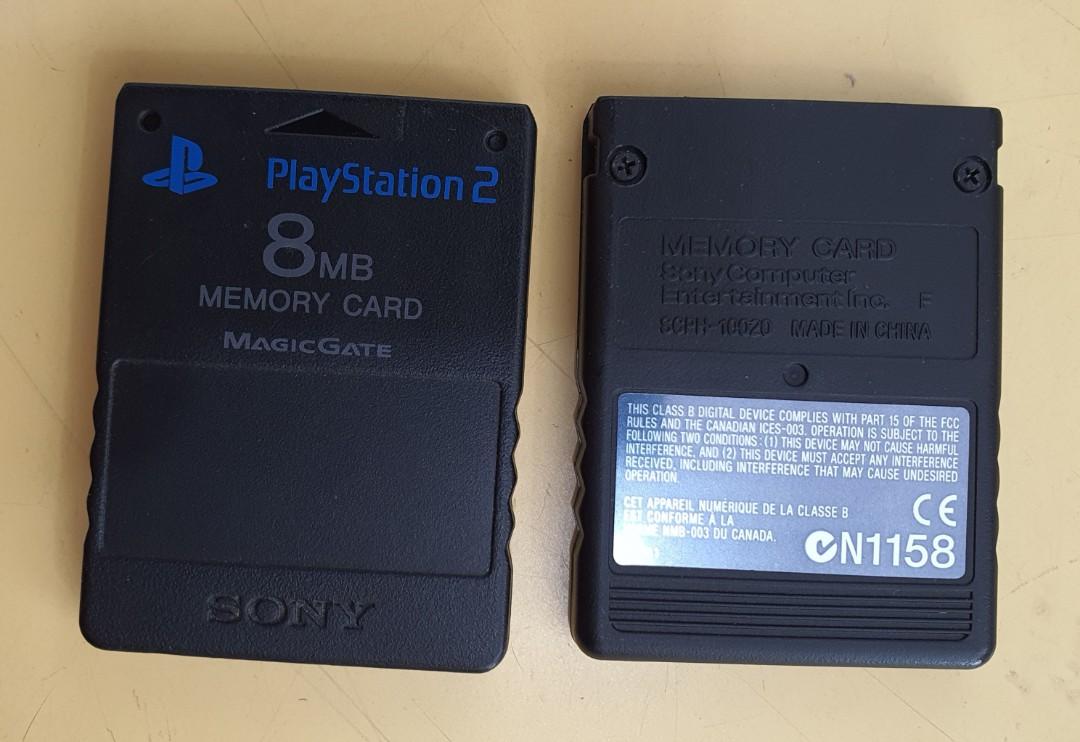 PlayStation 2
8MB
MEMORY CARD
MAGICGATE
SONY
MEMORY CARD
Sony Computer
Entertainment Inc. F
SCPH-10020 MADE IN CHINA
THIS CLASS B DIGITAL DEVICE COMPLIES WITH PART 15 OF THE FCC
RULES AND THE CANADIAN ICES-003. OPERATION IS SUBJECT TO THE
FOLLOWING TWO CONDITIONS: (1) THIS DEVICE MAY NOT CAUSE HARMFUL
INTERFERENCE, AND (2) THIS DEVICE MUST ACCEPT ANY INTERFERENCE
RECEIVED, INCLUDING INTERFERENCE THAT MAY CAUSE UNDESIRED
OPERATION.
CET APPAREIL NUMÉRIQUE DE LA CLASSE B
EST CONFORME À LA
NMB-003 DU CANADA.
CE
N1158